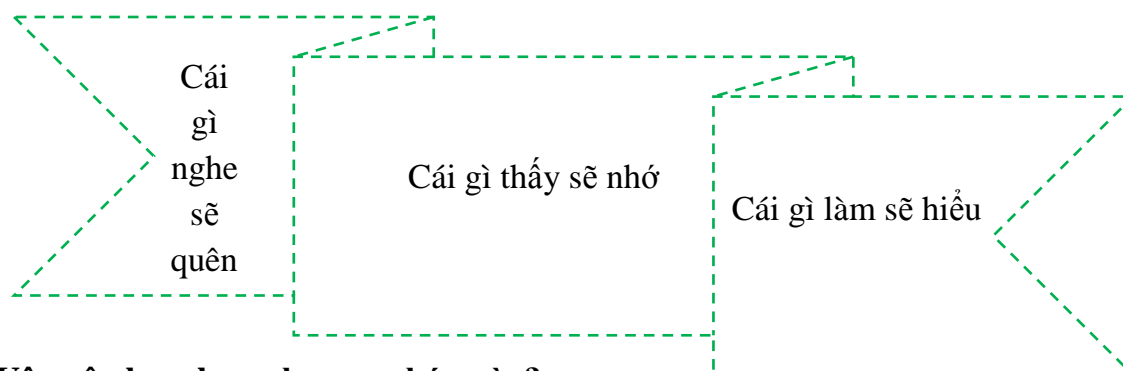 Cái
gì
nghe
sẽ
quên
Cái gì thấy sẽ nhớ
Cái gì làm sẽ hiểu